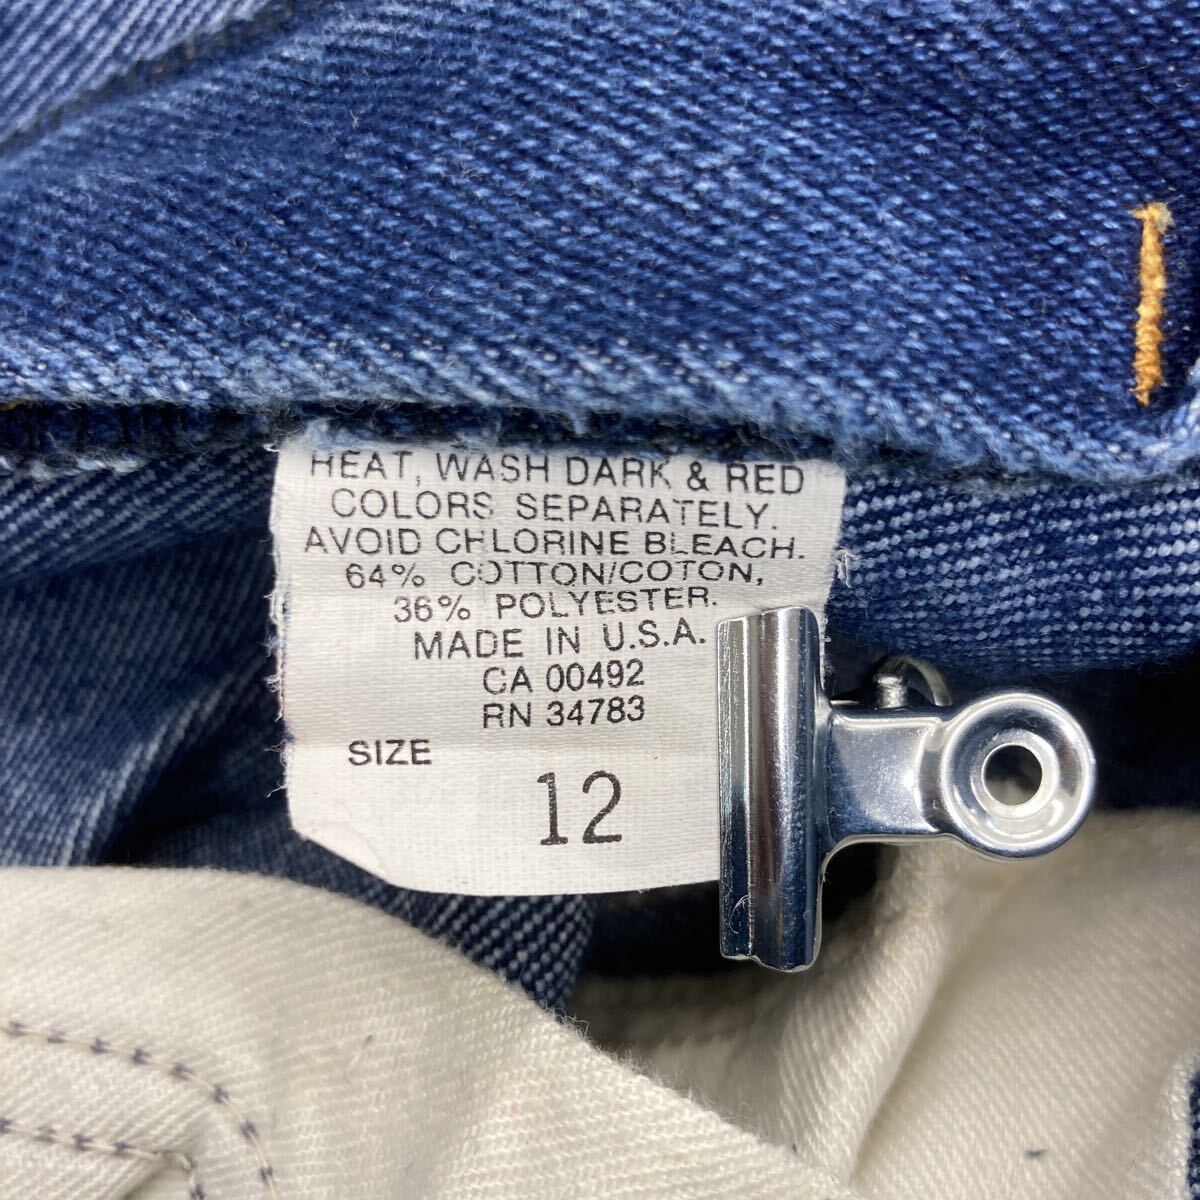 HEAT, WASH DARK & RED
COLORS SEPARATELY.
AVOID CHLORINE BLEACH.
64% COTTON/COTON,
36% POLYESTER.
MADE IN U.S.A.
CA 00492
RN 34783
SIZE
12